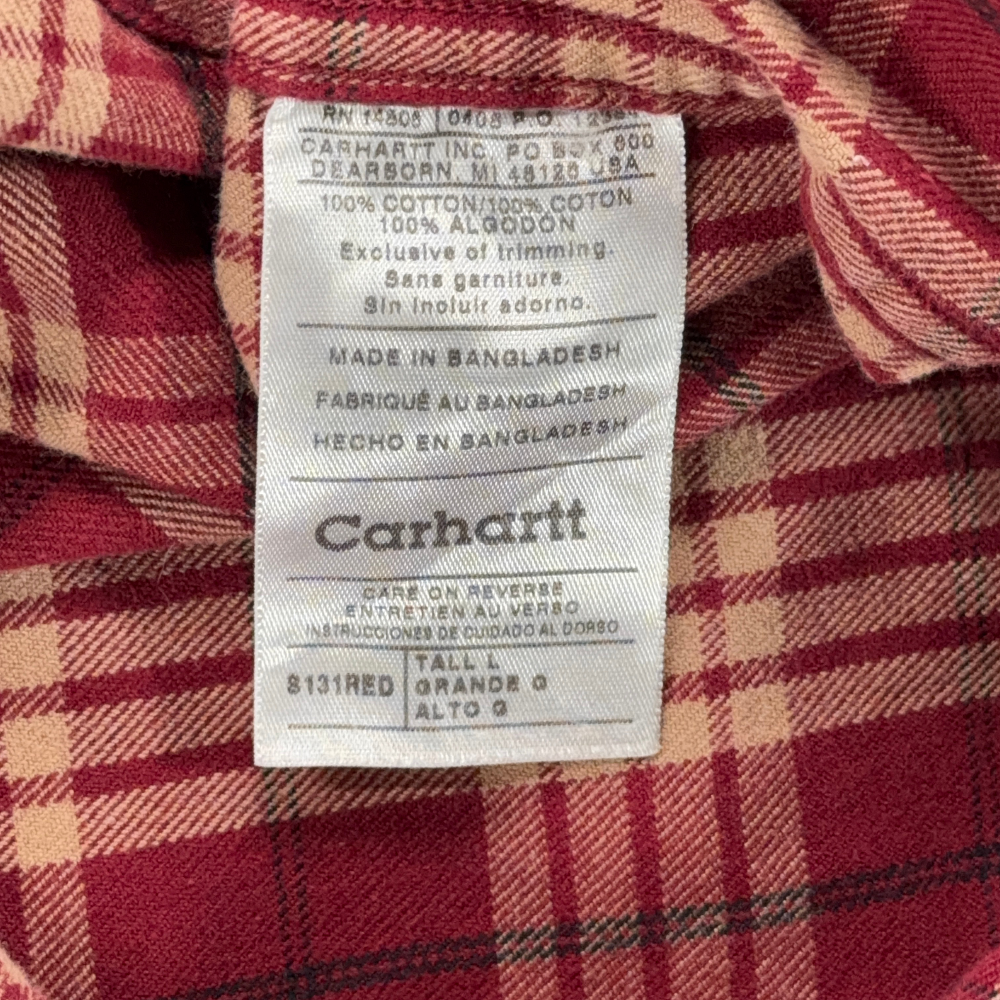 RN 14806 0408 P.O.
CARHARTT INC. PO BOX 600
DEARBORN, MI 48120 USA
100% COTTON/100% COTON
100% ALGODON
Exclusive of trimming.
Sans garniture.
Sin incluir adorno.
MADE IN BANGLADESH
FABRIQUÉ AU BANGLADESH
HECHO EN BANGLADESH
Carhartt
CARE ON REVERSE
ENTRETIEN AU VERSO
INSTRUCCIONES DE CUIDADO AL DORSO
S131RED
TALL L
GRANDE G
ALTO G